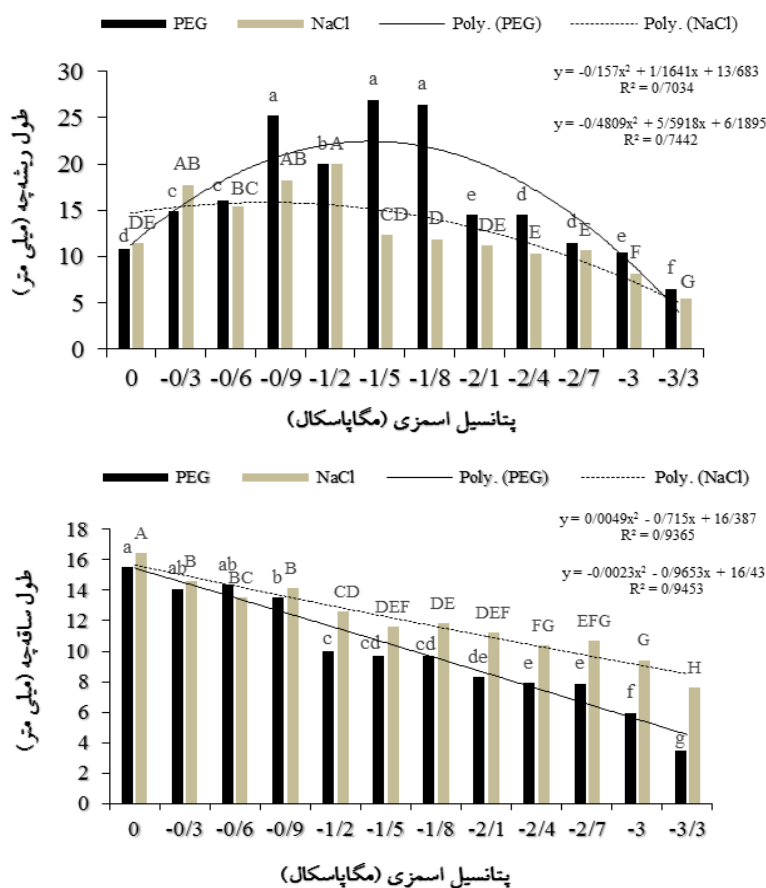 PEG NaCl Poly. (PEG) Poly. (NaCl)
y = -0/157x² + 1/1641x + 13/683
R² = 0/7034
y = -0/4809x² + 5/5918x + 6/1895
R² = 0/7442
طول ریشه‌چه (میلی متر)
30
25
20
15
10
5
0
d DE c AB c BC a AB b A a CD a D e DE d E d E e F f G
0 -0/3 -0/6 -0/9 -1/2 -1/5 -1/8 -2/1 -2/4 -2/7 -3 -3/3
پتانسیل اسمزی (مگاپاسکال)
PEG NaCl Poly. (PEG) Poly. (NaCl)
y = 0/0049x² - 0/715x + 16/387
R² = 0/9365
y = -0/0023x² - 0/9653x + 16/43
R² = 0/9453
طول ساقه‌چه (میلی متر)
18
16
14
12
10
8
6
4
2
0
a A ab B ab BC b B c CD cd DEF cd DE de DEF e FG e EFG f G g H
0 -0/3 -0/6 -0/9 -1/2 -1/5 -1/8 -2/1 -2/4 -2/7 -3 -3/3
پتانسیل اسمزی (مگاپاسکال)